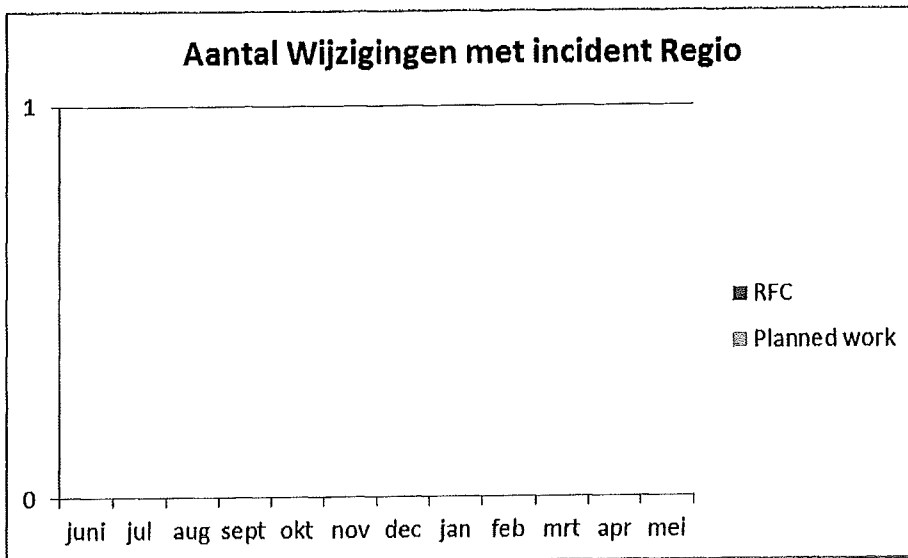 Aantal Wijzigingen met incident Regio
1
RFC
Planned work
0
juni jul aug sept okt nov dec jan feb mrt apr mei